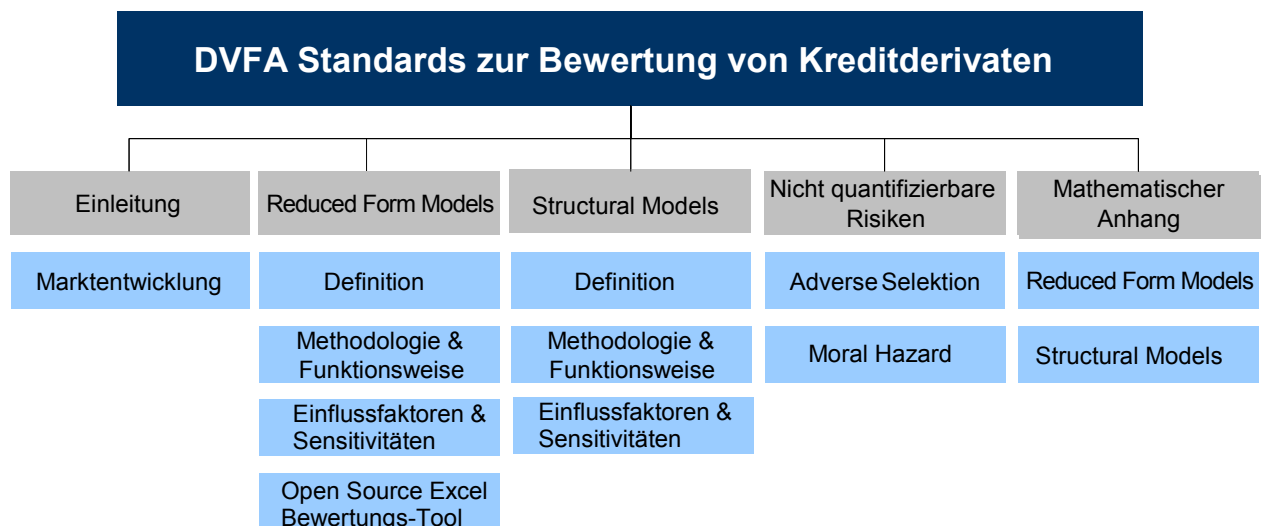 DVFA Standards zur Bewertung von Kreditderivaten
Einleitung
Marktentwicklung
Reduced Form Models
Definition
Methodologie &
Funktionsweise
Einflussfaktoren &
Sensitivitäten
Open Source Excel
Bewertungs-Tool
Structural Models
Definition
Methodologie &
Funktionsweise
Einflussfaktoren &
Sensitivitäten
Nicht quantifizierbare
Risiken
Adverse Selektion
Moral Hazard
Mathematischer
Anhang
Reduced Form Models
Structural Models